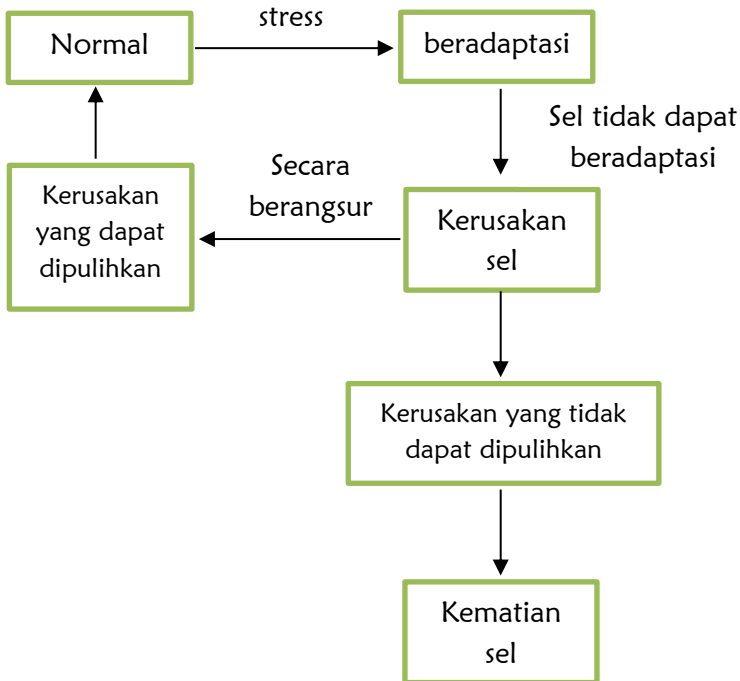 stress
Normal
beradaptasi
Sel tidak dapat
beradaptasi
Secara
berangsur
Kerusakan
yang dapat
dipulihkan
Kerusakan
sel
Kerusakan yang tidak
dapat dipulihkan
Kematian
sel